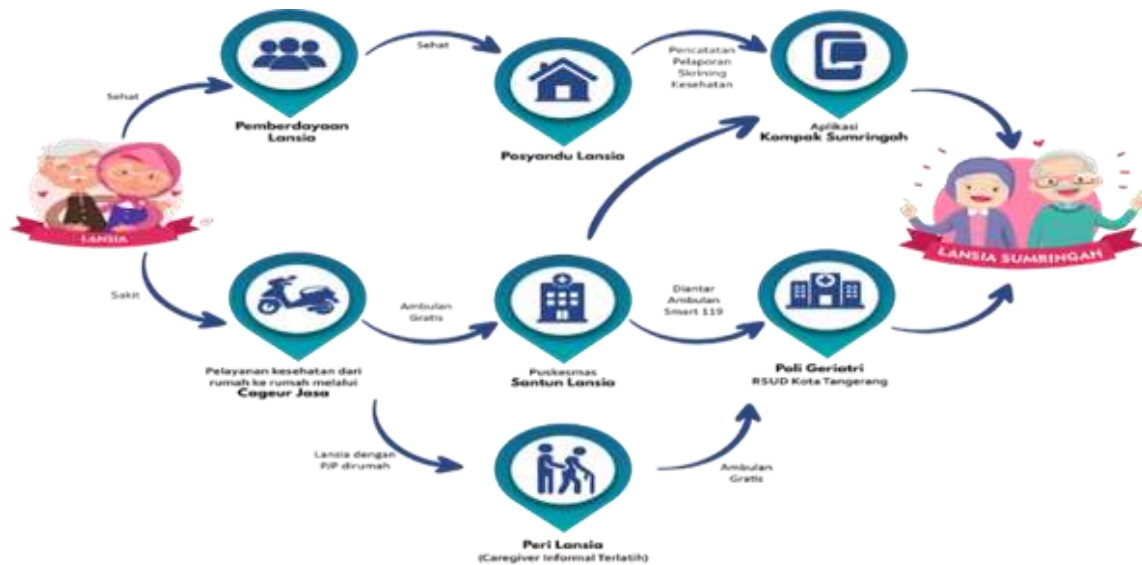 Sehat
Pemberdayaan
Lansia
Sehat
Posyandu Lansia
Pencatatan
Pelaporan
Skrining
Kesehatan
Aplikasi
Kompak Sumringah
LANSIA
LANSIA SUMRINGAH
Sakit
Pelayanan kesehatan dari
rumah ke rumah melalui
Cageur Jasa
Ambulan
Gratis
Puskesmas
Santun Lansia
Diantar
Ambulan
Smart 119
Poli Geriatri
RSUD Kota Tangerang
Lansia dengan
PJP dirumah
Peri Lansia
(Caregiver Informal Terlatih)
Ambulan
Gratis